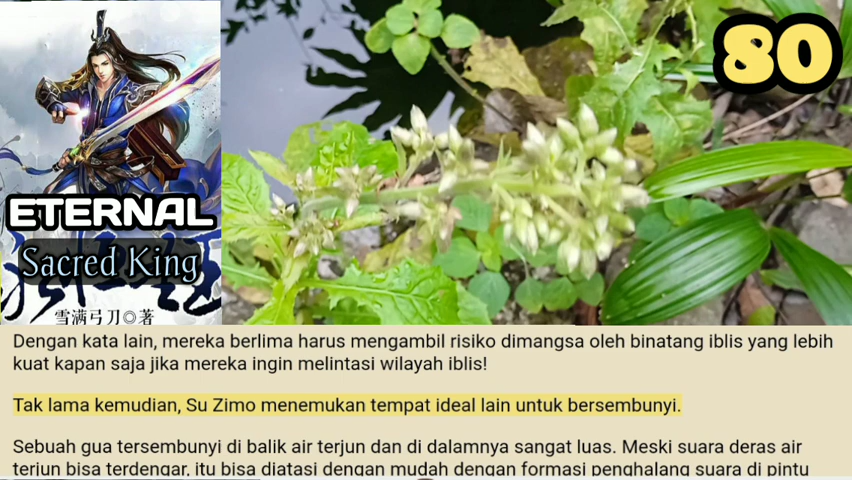 80
ETERNAL
Sacred King
雪满弓刀◎著
Dengan kata lain, mereka berlima harus mengambil risiko dimangsa oleh binatang iblis yang lebih
kuat kapan saja jika mereka ingin melintasi wilayah iblis!
Tak lama kemudian, Su Zimo menemukan tempat ideal lain untuk bersembunyi.
Sebuah gua tersembunyi di balik air terjun dan di dalamnya sangat luas. Meski suara deras air
terjun bisa terdengar, itu bisa diatasi dengan mudah dengan formasi penghalang suara di pintu